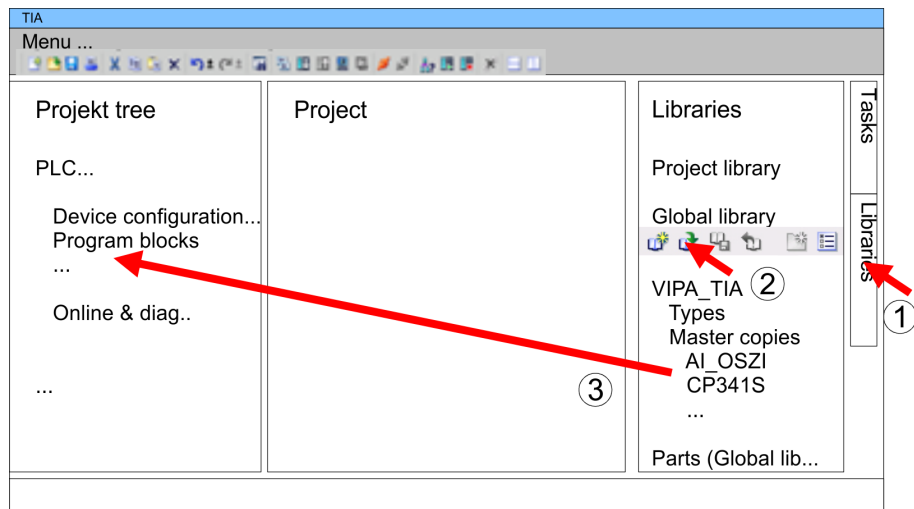 TIA
Menu ...
Projekt tree
PLC...
Device configuration...
Program blocks
...
Online & diag..
...
Project
③
Libraries
Project library
Global library
②
VIPA_TIA
Types
Master copies
AI_OSZI
CP341S
...
Parts (Global lib...
Tasks
Libraries
①